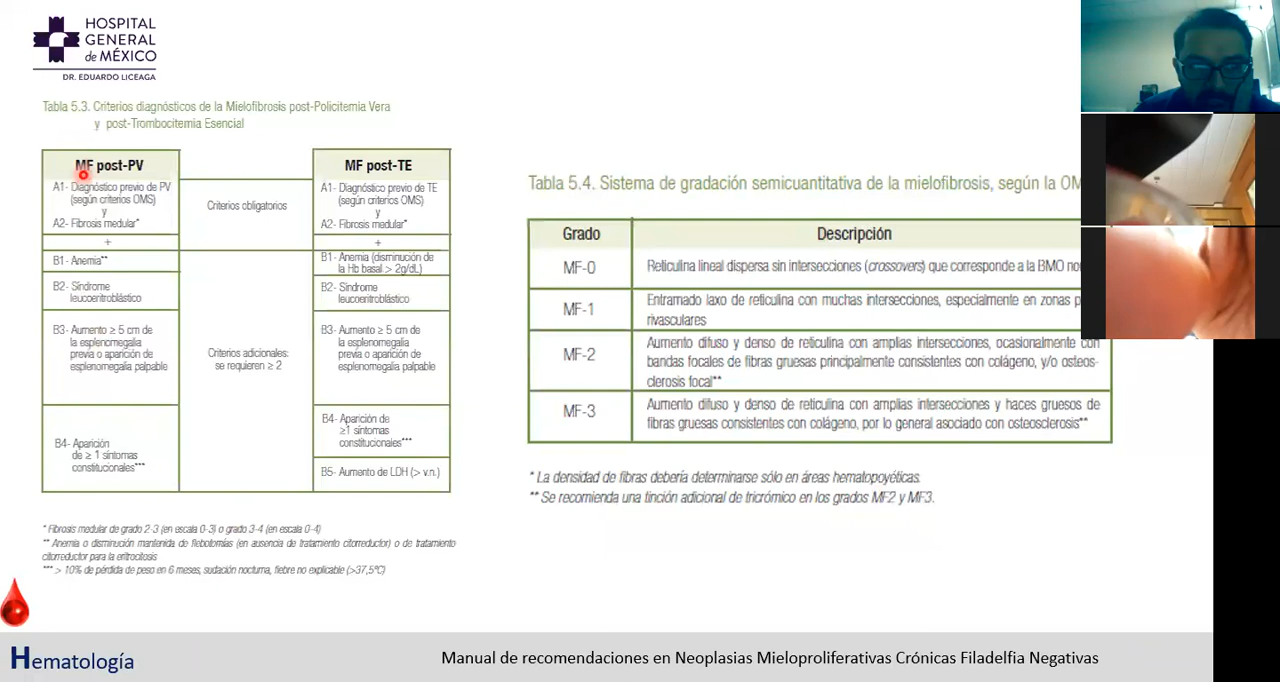 HOSPITAL
GENERAL
de MÉXICO
DR. EDUARDO LICEAGA
Tabla 5.3. Criterios diagnósticos de la Mielofibrosis post-Policitemia Vera
y post-Trombocitemia Esencial
MF post-PV
A1- Diagnóstico previo de PV
(según criterios OMS)
y
A2- Fibrosis medular*
+
B1- Anemia**
B2- Síndrome
leucoeritroblástico
B3- Aumento ≥ 5 cm de
la esplenomegalia
previa o aparición de
esplenomegalia palpable
B4- Aparición
de ≥ 1 síntomas
constitucionales***
Criterios obligatorios
Criterios adicionales:
se requieren ≥ 2
MF post-TE
A1- Diagnóstico previo de TE
(según criterios OMS)
y
A2- Fibrosis medular*
+
B1- Anemia (disminución de
la Hb basal > 2g/dL)
B2- Síndrome
leucoeritroblástico
B3- Aumento ≥ 5 cm de
la esplenomegalia
previa o aparición de
esplenomegalia palpable
B4- Aparición de
≥1 síntomas
constitucionales***
B5- Aumento de LDH (> v.n.)
* Fibrosis medular de grado 2-3 (en escala 0-3) o grado 3-4 (en escala 0-4)
** Anemia o disminución mantenida de flebotomías (en ausencia de tratamiento citorreductor) o de tratamiento
citorreductor para la eritrocitosis
*** > 10% de pérdida de peso en 6 meses, sudación nocturna, fiebre no explicable (>37,5ºC)
Tabla 5.4. Sistema de gradación semicuantitativa de la mielofibrosis, según la
Grado Descripción
MF-0 Reticulina lineal dispersa sin intersecciones (crossovers) que corresponde a la BMO
MF-1 Entramado laxo de reticulina con muchas intersecciones, especialmente en zonas
rivasculares
MF-2 Aumento difuso y denso de reticulina con amplias intersecciones, ocasionalmente con
bandas focales de fibras gruesas principalmente consistentes con colágeno, y/o osteos-
clerosis focal**
MF-3 Aumento difuso y denso de reticulina con amplias intersecciones y haces gruesos de
fibras gruesas consistentes con colágeno, por lo general asociado con osteosclerosis**
* La densidad de fibras debería determinarse sólo en áreas hematopoyéticas.
** Se recomienda una tinción adicional de tricrómico en los grados MF2 y MF3.
Hematología
Manual de recomendaciones en Neoplasias Mieloproliferativas Crónicas Filadelfia Negativas